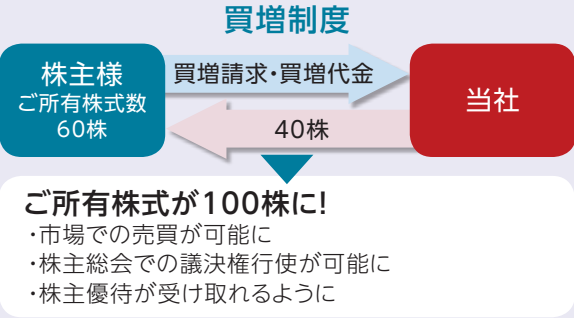 買増制度
株主様
ご所有株式数
60株
買増請求・買増代金
40株
当社
ご所有株式が100株に!
・市場での売買が可能に
・株主総会での議決権行使が可能に
・株主優待が受け取れるように